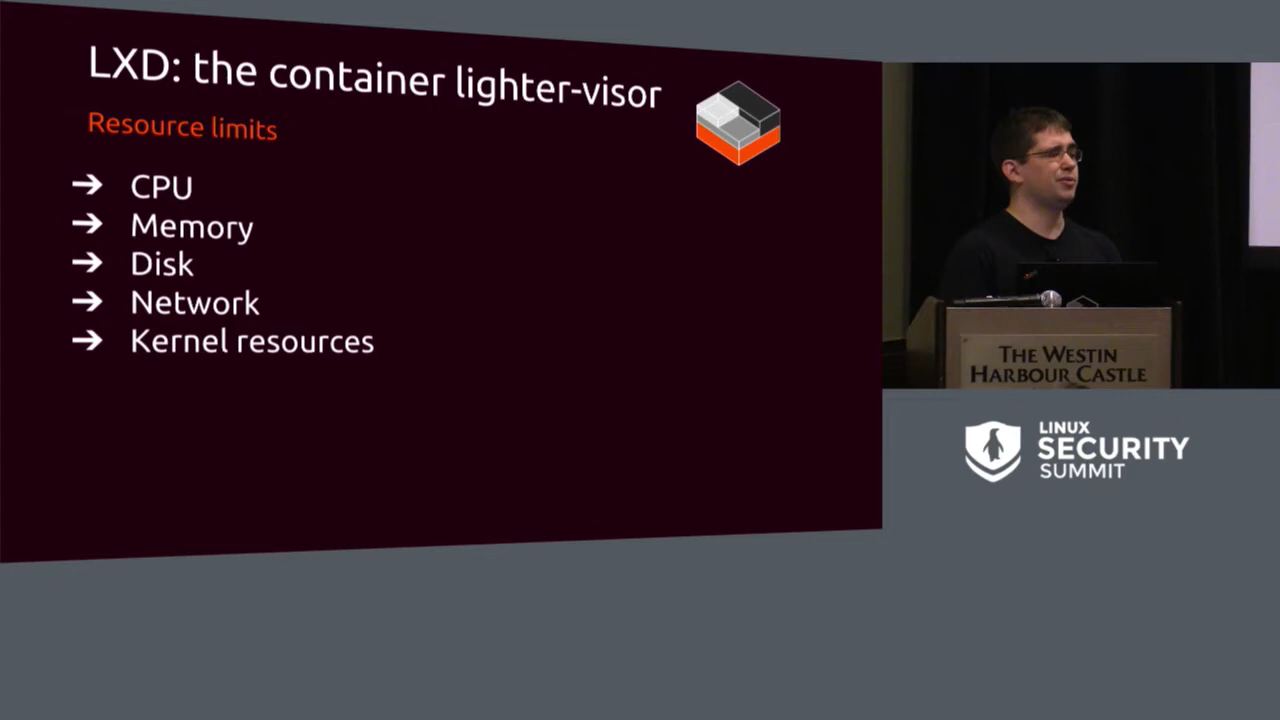 LXD: the container lighter-visor
Resource limits
➔ CPU
➔ Memory
➔ Disk
➔ Network
➔ Kernel resources
THE WESTIN
HARBOUR CASTLE
LINUX
SECURITY
SUMMIT